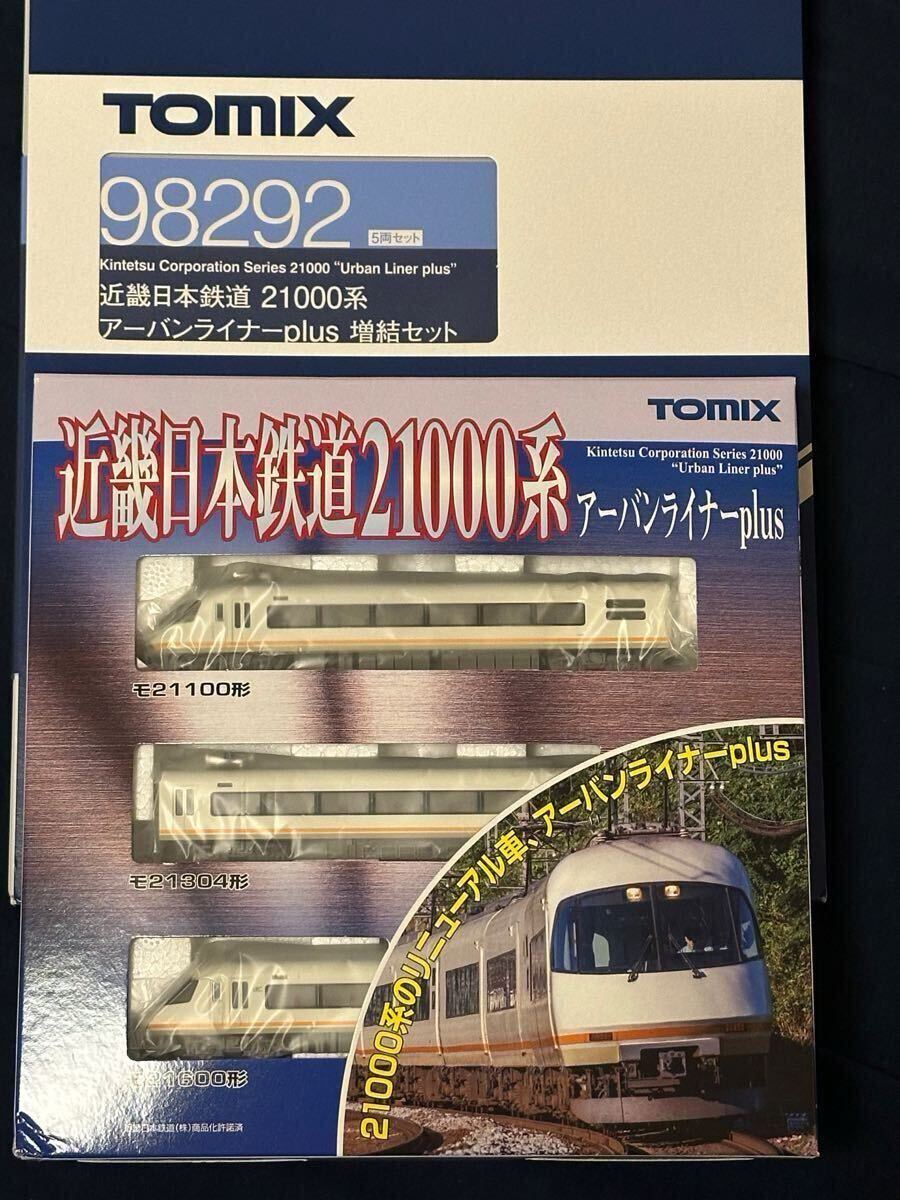 TOMIX
98292
5両セット
Kintetsu Corporation Series 21000 “Urban Liner plus”
近畿日本鉄道 21000系
アーバンライナーplus 増結セット
TOMIX
近畿日本鉄道21000系
Kintetsu Corporation Series 21000
“Urban Liner plus”
アーバンライナーplus
モ21100形
モ21304形
モ21600形
21000系のリニューアル車、アーバンライナーplus
近畿日本鉄道(株)商品化許諾済